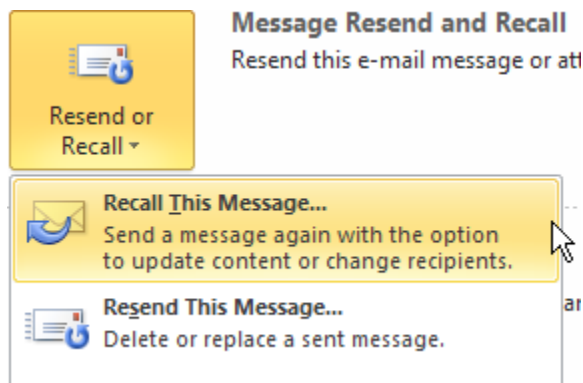 Message Resend and Recall
Resend this e-mail message or
Resend or
Recall
Recall This Message...
Send a message again with the option
to update content or change recipients.
Resend This Message...
Delete or replace a sent message.